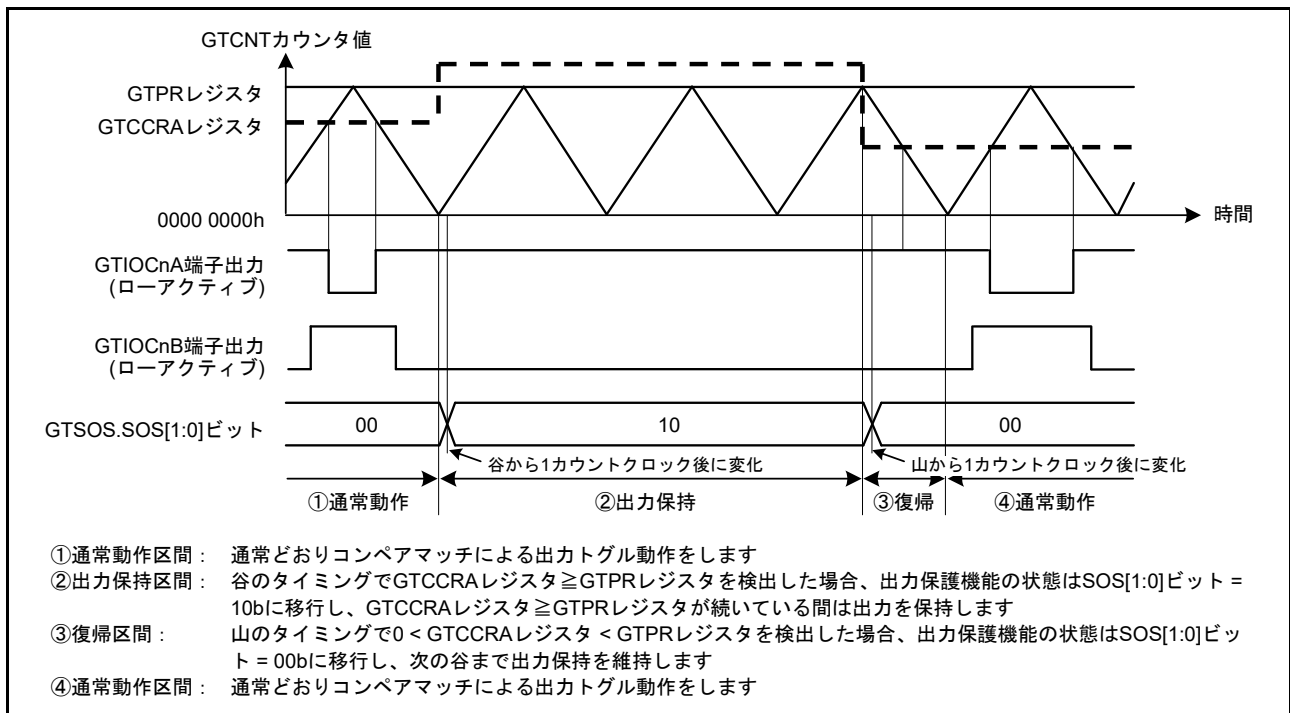 GTCNTカウンタ値
GTPRレジスタ
GTCCRAレジスタ
0000 0000h
時間
GTIOCnA端子出力
(ローアクティブ)
GTIOCnB端子出力
(ローアクティブ)
GTSOS.SOS[1:0]ビット
00
10
00
谷から1カウントクロック後に変化
山から1カウントクロック後に変化
①通常動作
②出力保持
③復帰
④通常動作
①通常動作区間： 通常どおりコンペアマッチによる出力トグル動作をします
②出力保持区間： 谷のタイミングでGTCCRAレジスタ≧GTPRレジスタを検出した場合、出力保護機能の状態はSOS[1:0]ビット =
10bに移行し、GTCCRAレジスタ≧GTPRレジスタが続いている間は出力を保持します
③復帰区間： 山のタイミングで0 < GTCCRAレジスタ < GTPRレジスタを検出した場合、出力保護機能の状態はSOS[1:0]ビッ
ト = 00bに移行し、次の谷まで出力保持を維持します
④通常動作区間： 通常どおりコンペアマッチによる出力トグル動作をします